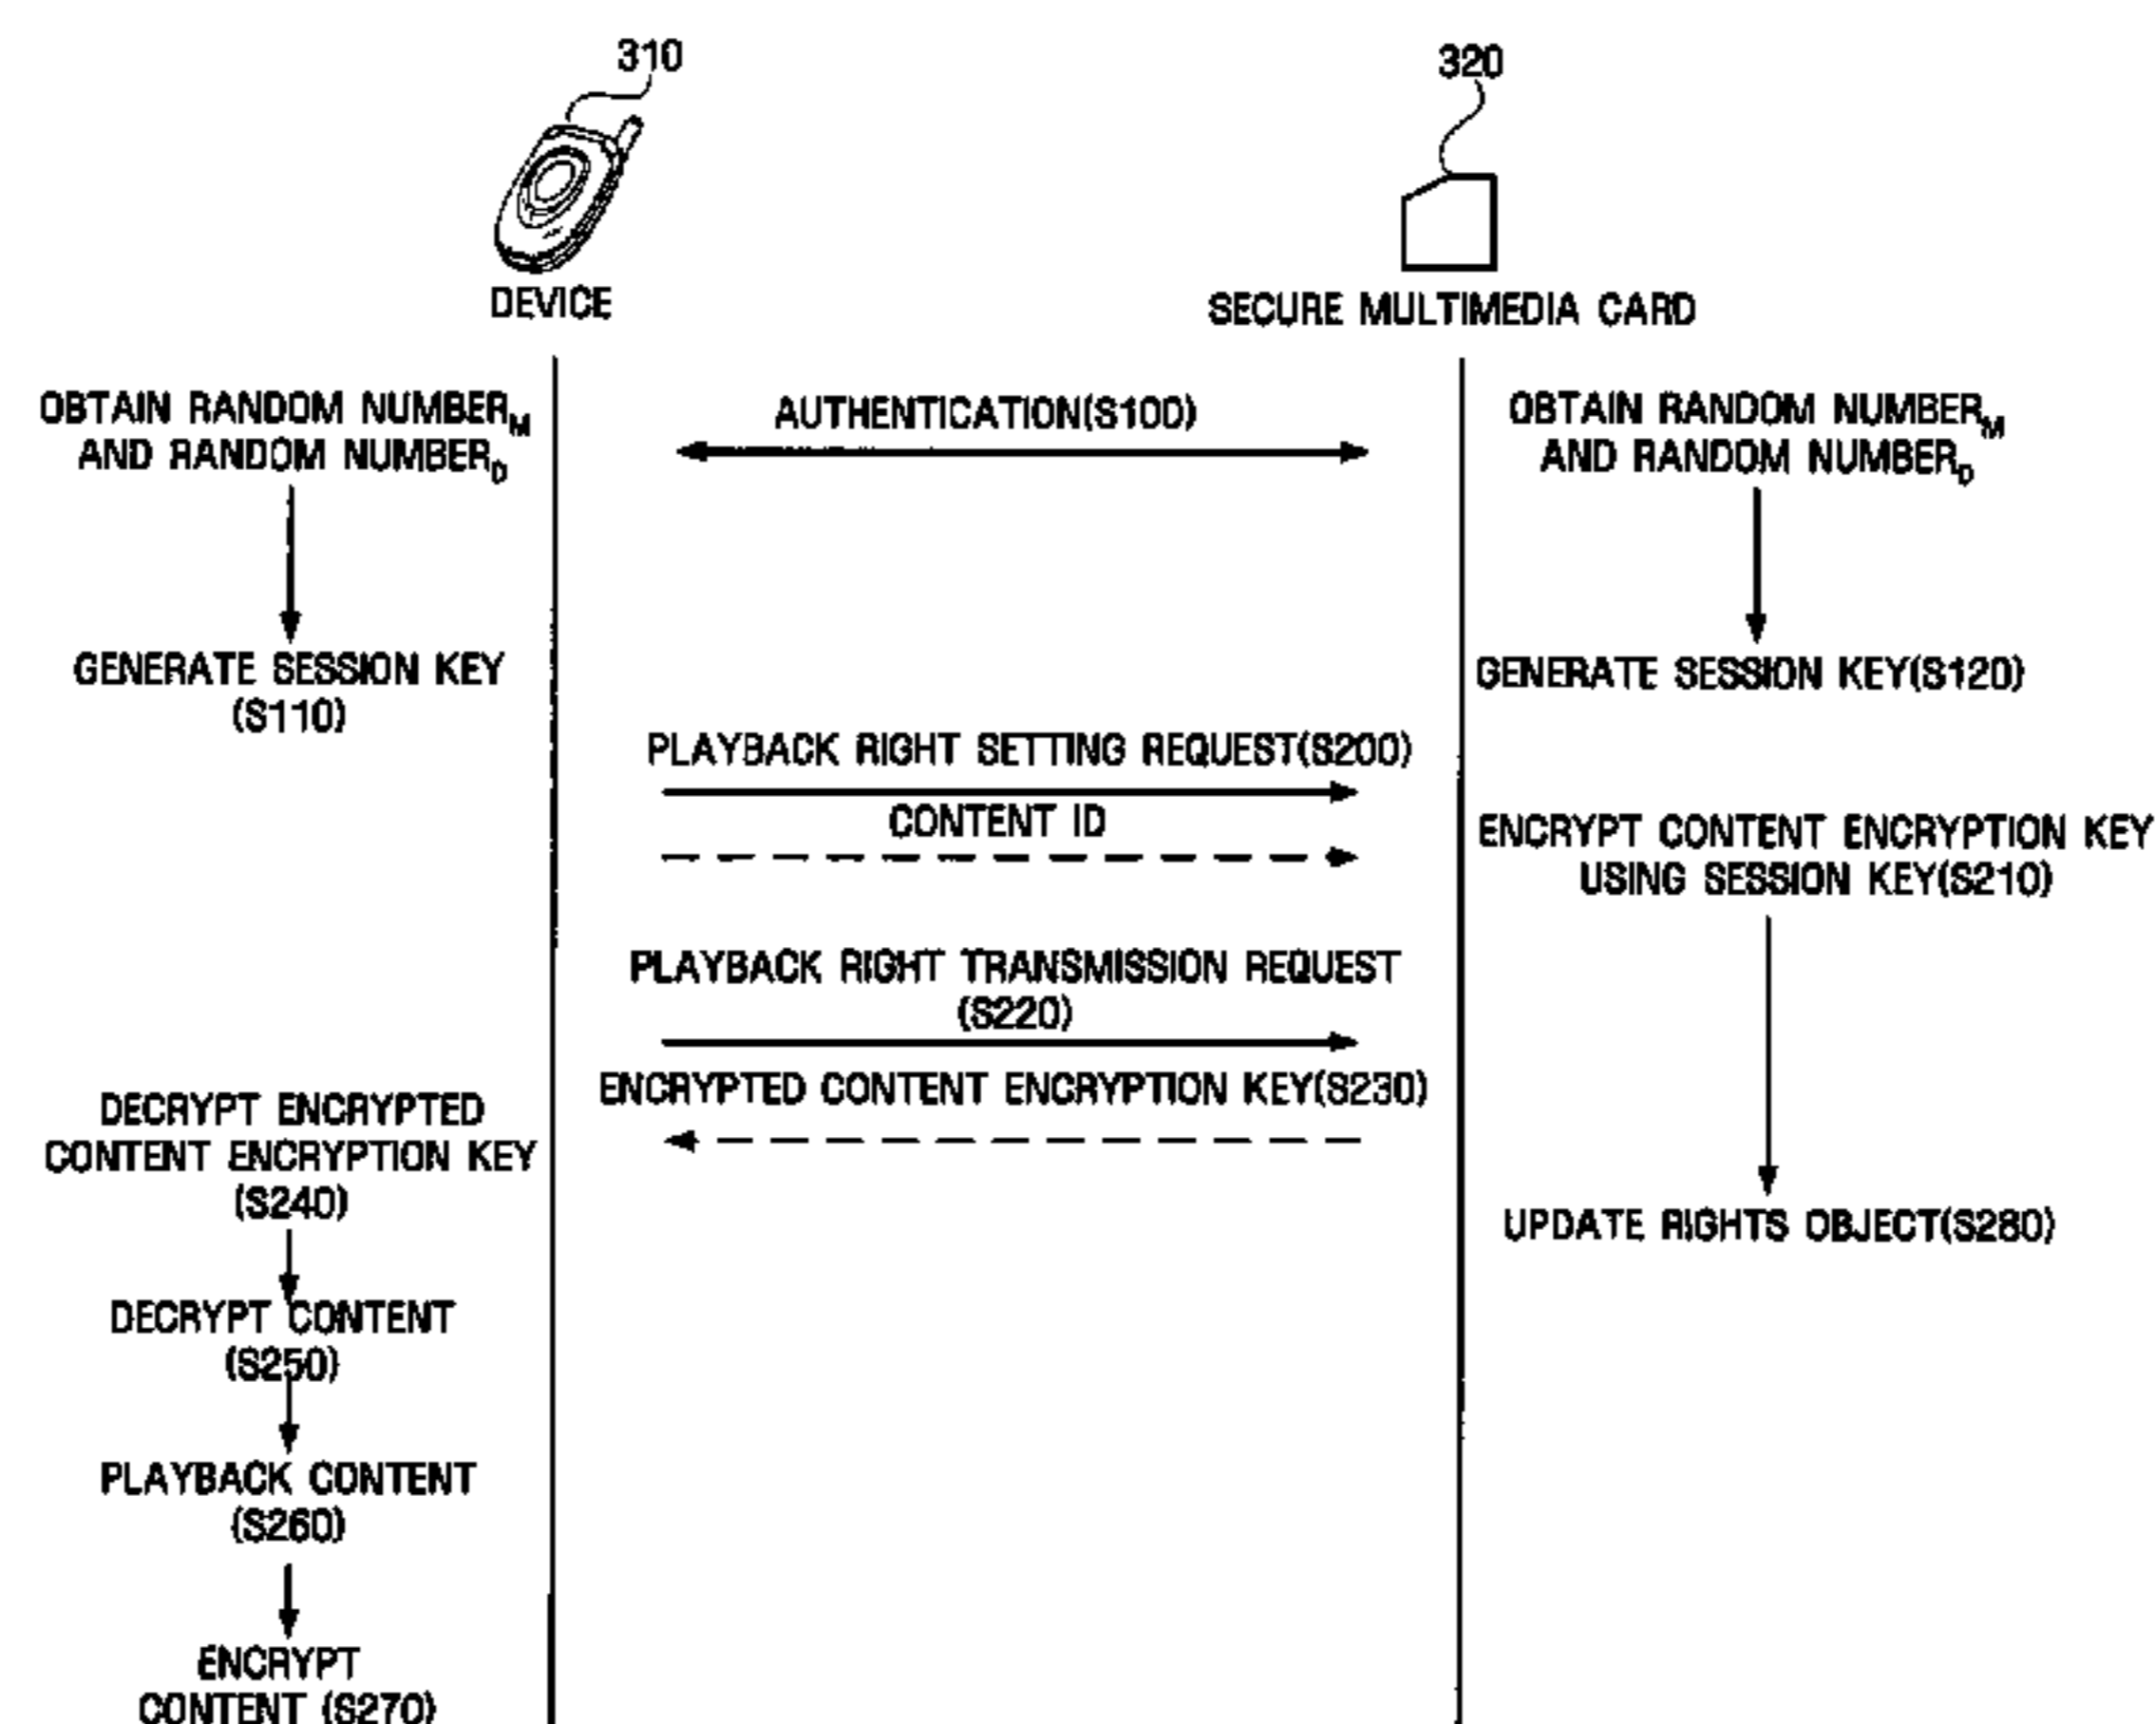 310
320
DEVICE
SECURE MULTIMEDIA CARD
OBTAIN RANDOM NUMBERM
AND RANDOM NUMBERD
AUTHENTICATION(S100)
OBTAIN RANDOM NUMBERM
AND RANDOM NUMBERD
GENERATE SESSION KEY
(S110)
GENERATE SESSION KEY(S120)
PLAYBACK RIGHT SETTING REQUEST(S200)
CONTENT ID
ENCRYPT CONTENT ENCRYPTION KEY
USING SESSION KEY(S210)
PLAYBACK RIGHT TRANSMISSION REQUEST
(S220)
ENCRYPTED CONTENT ENCRYPTION KEY(S230)
DECRYPT ENCRYPTED
CONTENT ENCRYPTION KEY
(S240)
UPDATE RIGHTS OBJECT(S280)
DECRYPT CONTENT
(S250)
PLAYBACK CONTENT
(S260)
ENCRYPT
CONTENT (S270)